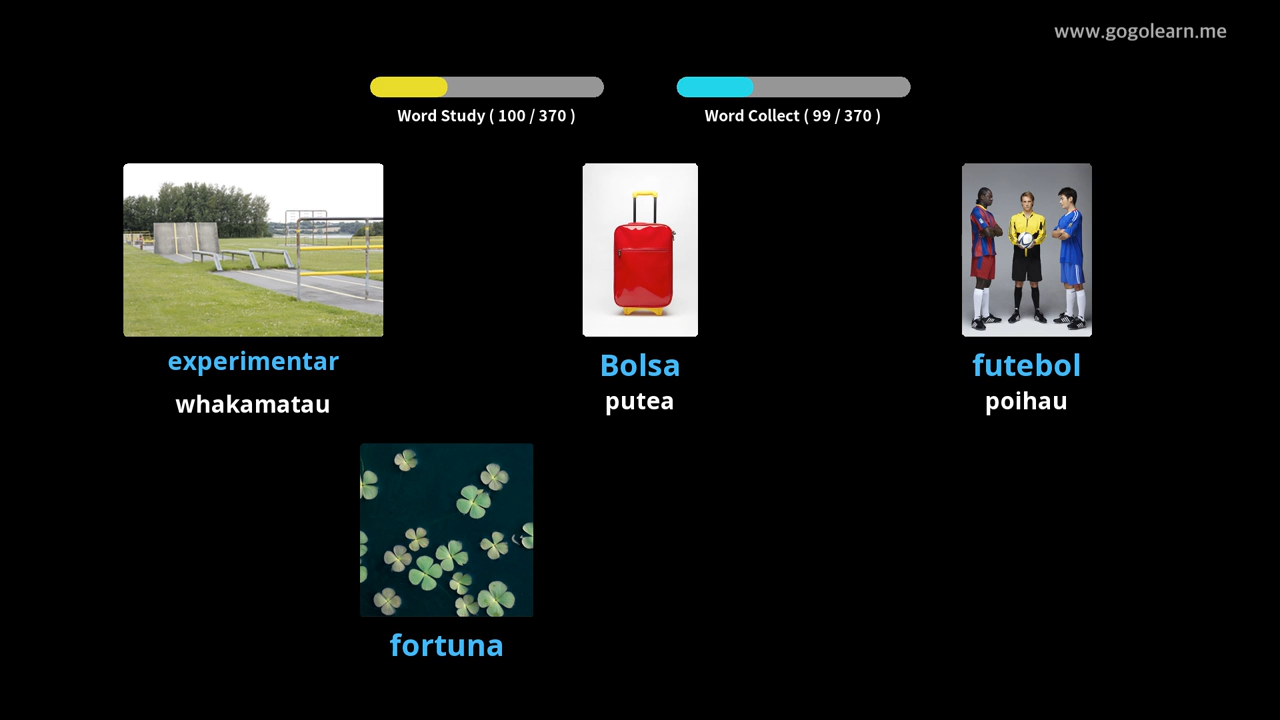 www.gogolearn.me
Word Study ( 100 / 370 )
Word Collect ( 99 / 370 )
experimentar
whakamatau
Bolsa
putea
futebol
poihau
fortuna